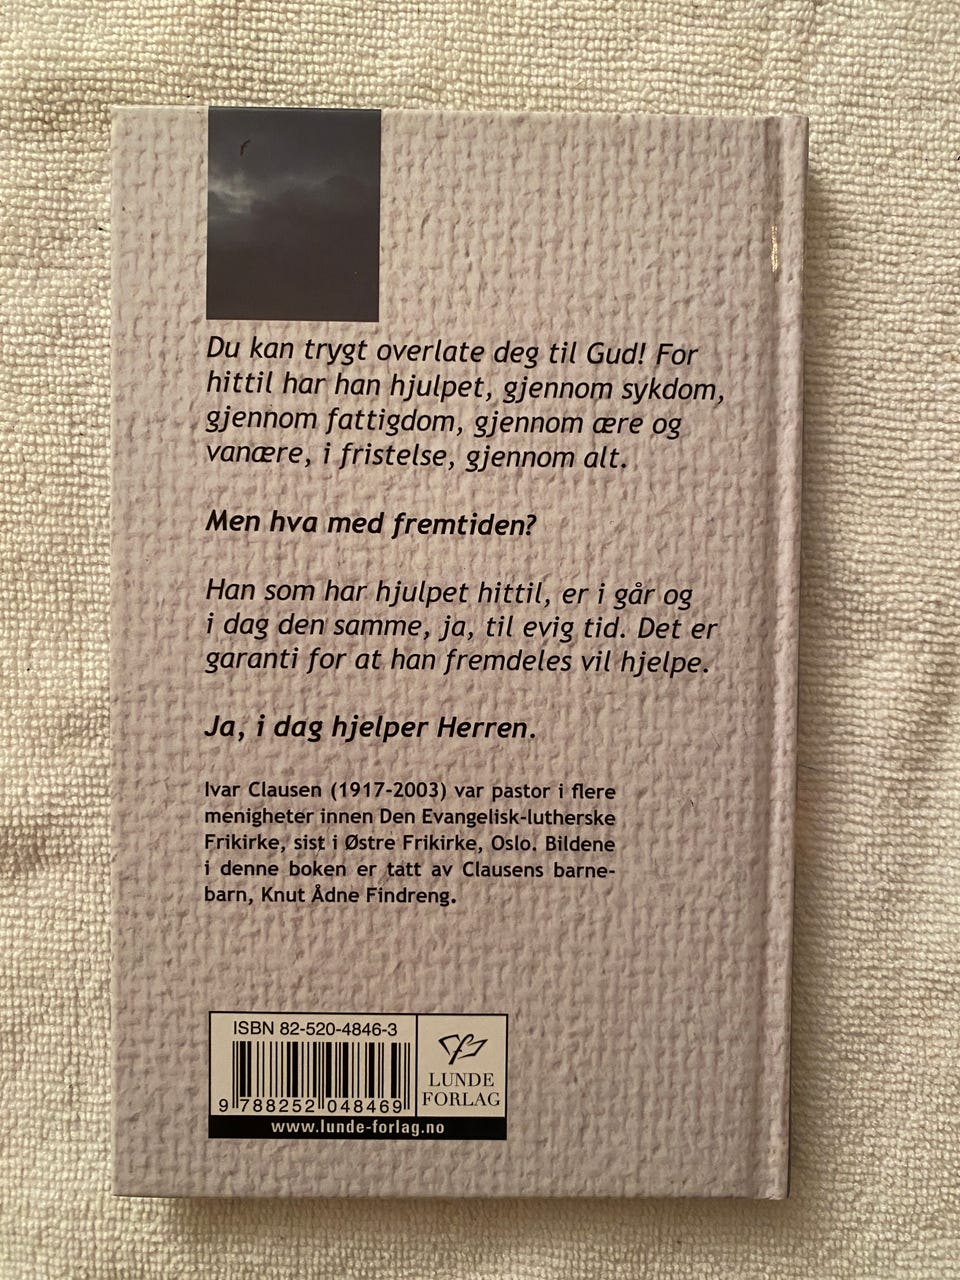 Du kan trygt overlate deg til Gud! For
hittil har han hjulpet, gjennom sykdom,
gjennom fattigdom, gjennom ære og
vanære, i fristelse, gjennom alt.
Men hva med fremtiden?
Han som har hjulpet hittil, er i går og
i dag den samme, ja, til evig tid. Det er
garanti for at han fremdeles vil hjelpe.
Ja, i dag hjelper Herren.
Ivar Clausen (1917-2003) var pastor i flere
menigheter innen Den Evangelisk-lutherske
Frikirke, sist i Østre Frikirke, Oslo. Bildene
i denne boken er tatt av Clausens barne-
barn, Knut Ådne Findreng.
ISBN 82-520-4846-3
9 788252 048469
LUNDE
FORLAG
www.lunde-forlag.no